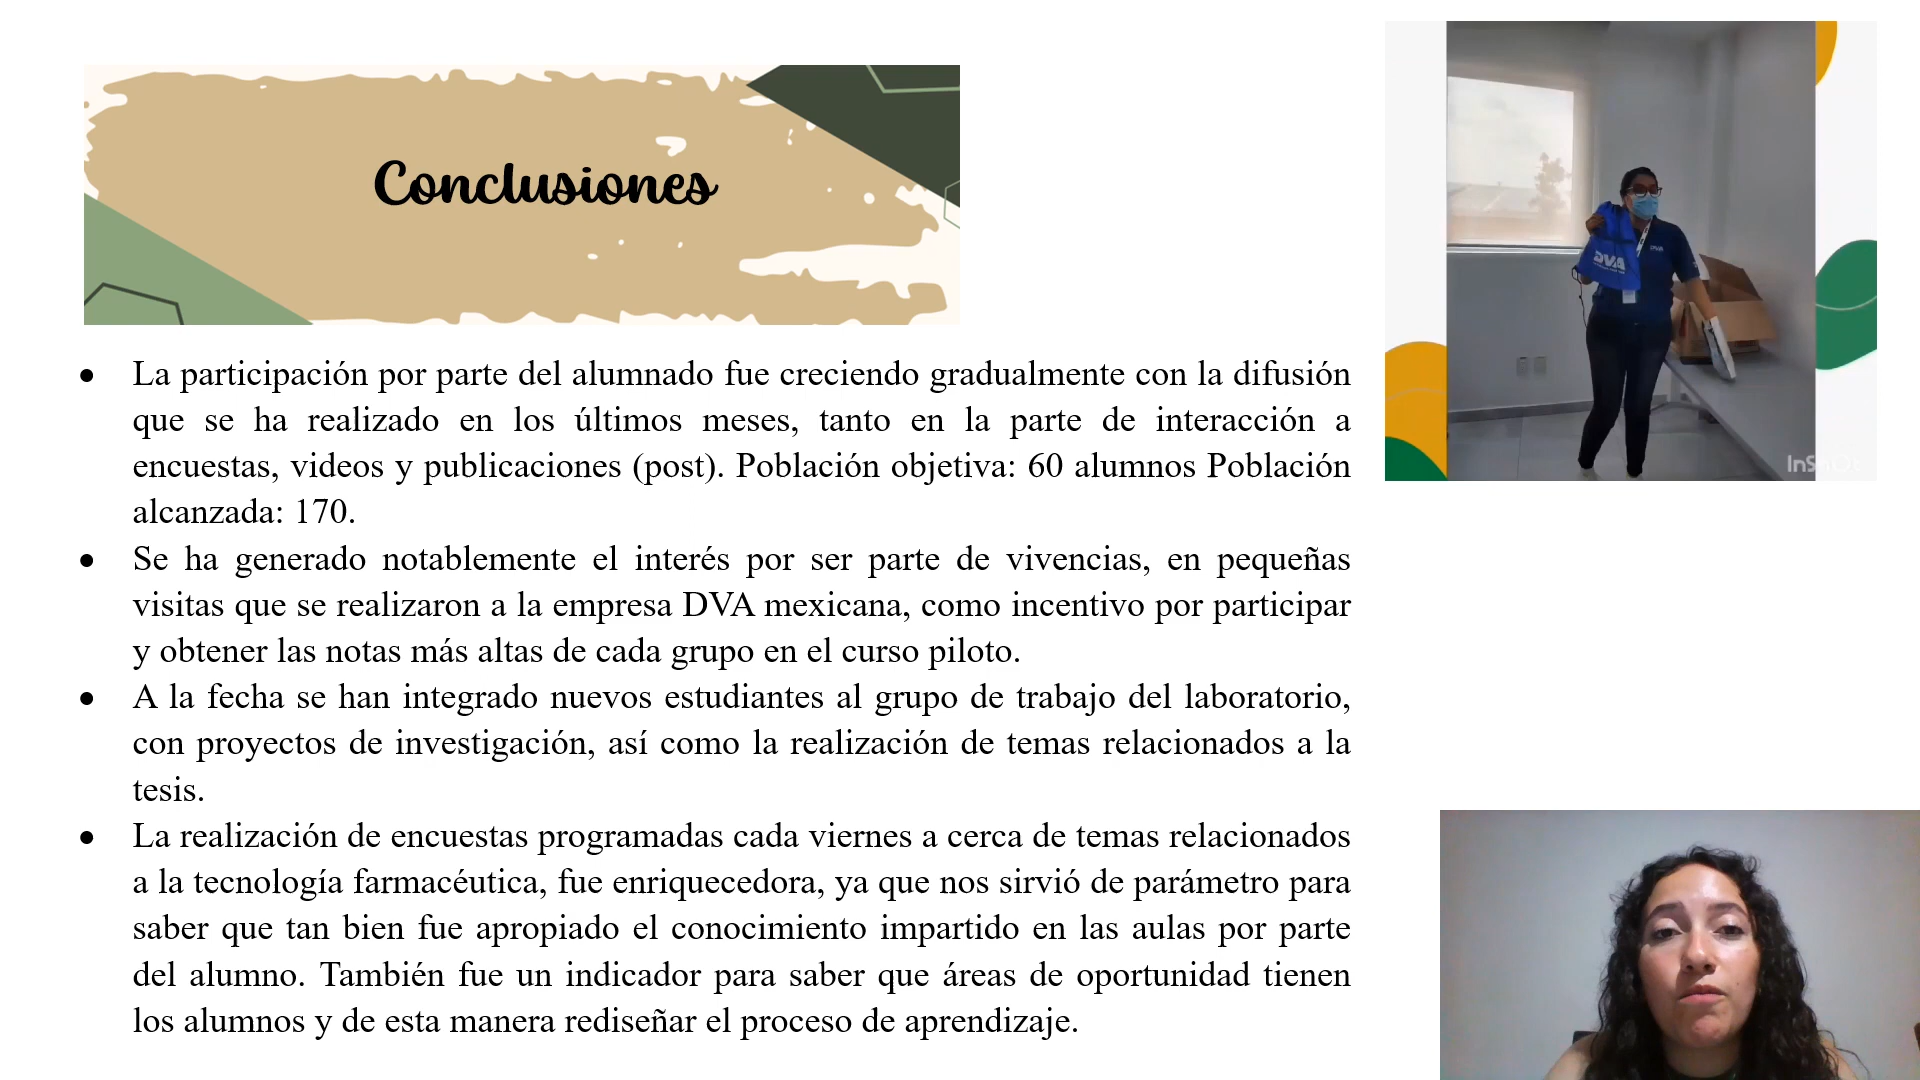 Conclusiones
● La participación por parte del alumnado fue creciendo gradualmente con la difusión
que se ha realizado en los últimos meses, tanto en la parte de interacción a
encuestas, videos y publicaciones (post). Población objetiva: 60 alumnos Población
alcanzada: 170.
● Se ha generado notablemente el interés por ser parte de vivencias, en pequeñas
visitas que se realizaron a la empresa DVA mexicana, como incentivo por participar
y obtener las notas más altas de cada grupo en el curso piloto.
● A la fecha se han integrado nuevos estudiantes al grupo de trabajo del laboratorio,
con proyectos de investigación, así como la realización de temas relacionados a la
tesis.
● La realización de encuestas programadas cada viernes a cerca de temas relacionados
a la tecnología farmacéutica, fue enriquecedora, ya que nos sirvió de parámetro para
saber que tan bien fue apropiado el conocimiento impartido en las aulas por parte
del alumno. También fue un indicador para saber que áreas de oportunidad tienen
los alumnos y de esta manera rediseñar el proceso de aprendizaje.
DVA
DVA